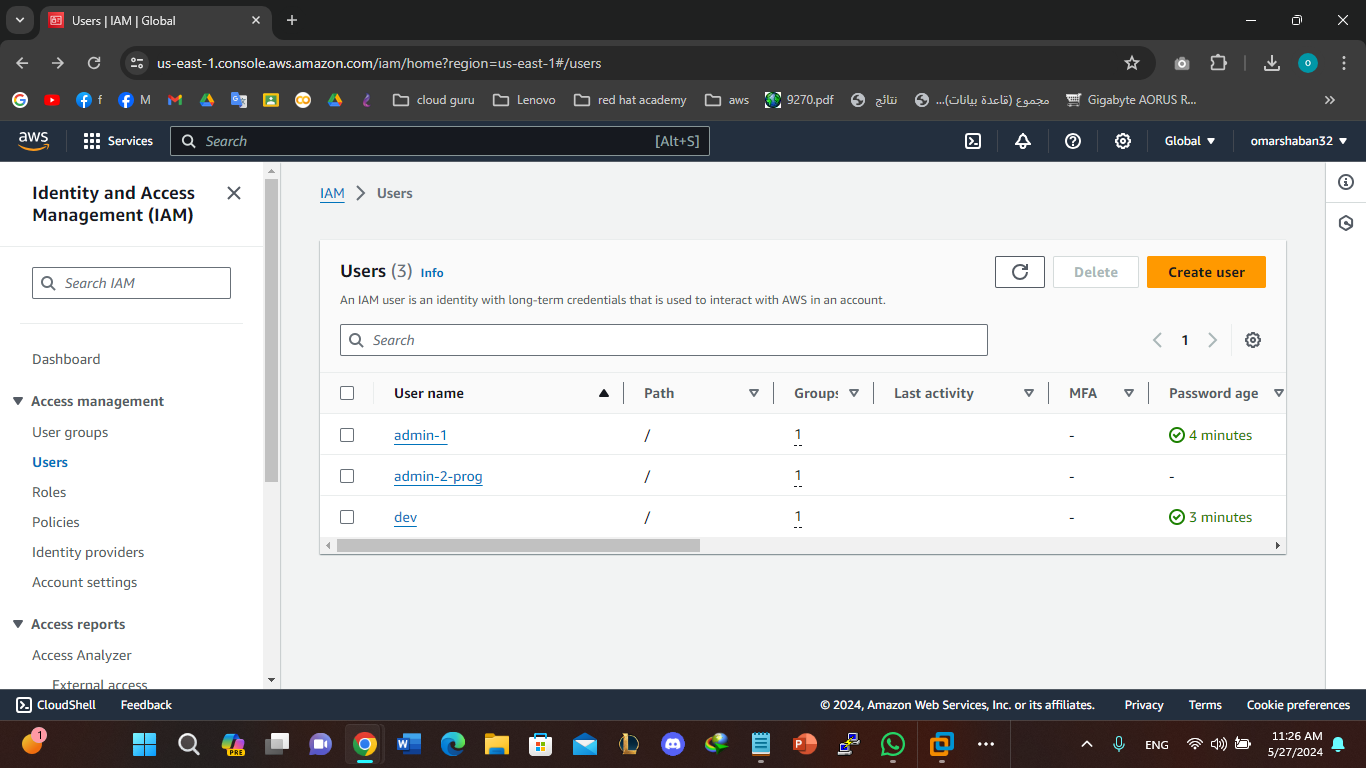 Users | IAM | Global
us-east-1.console.aws.amazon.com/iam/home?region=us-east-1#/users
o
f
M
cloud guru
Lenovo
red hat academy
aws
9270.pdf
نتائج
مجموع (قاعدة بيانات)...
Gigabyte AORUS R...
aws
Services
Search
[Alt+S]
Global
omarshaban32
Identity and Access
Management (IAM)
Search IAM
Dashboard
Access management
User groups
Users
Roles
Policies
Identity providers
Account settings
Access reports
Access Analyzer
External access
IAM > Users
Users (3) Info
Delete
Create user
An IAM user is an identity with long-term credentials that is used to interact with AWS in an account.
Search
1
User name Path Groups Last activity MFA Password age
admin-1 / 1 - 4 minutes
admin-2-prog / 1 - -
dev / 1 - 3 minutes
CloudShell Feedback
© 2024, Amazon Web Services, Inc. or its affiliates. Privacy Terms Cookie preferences
1
PRE
ENG
11:26 AM
5/27/2024